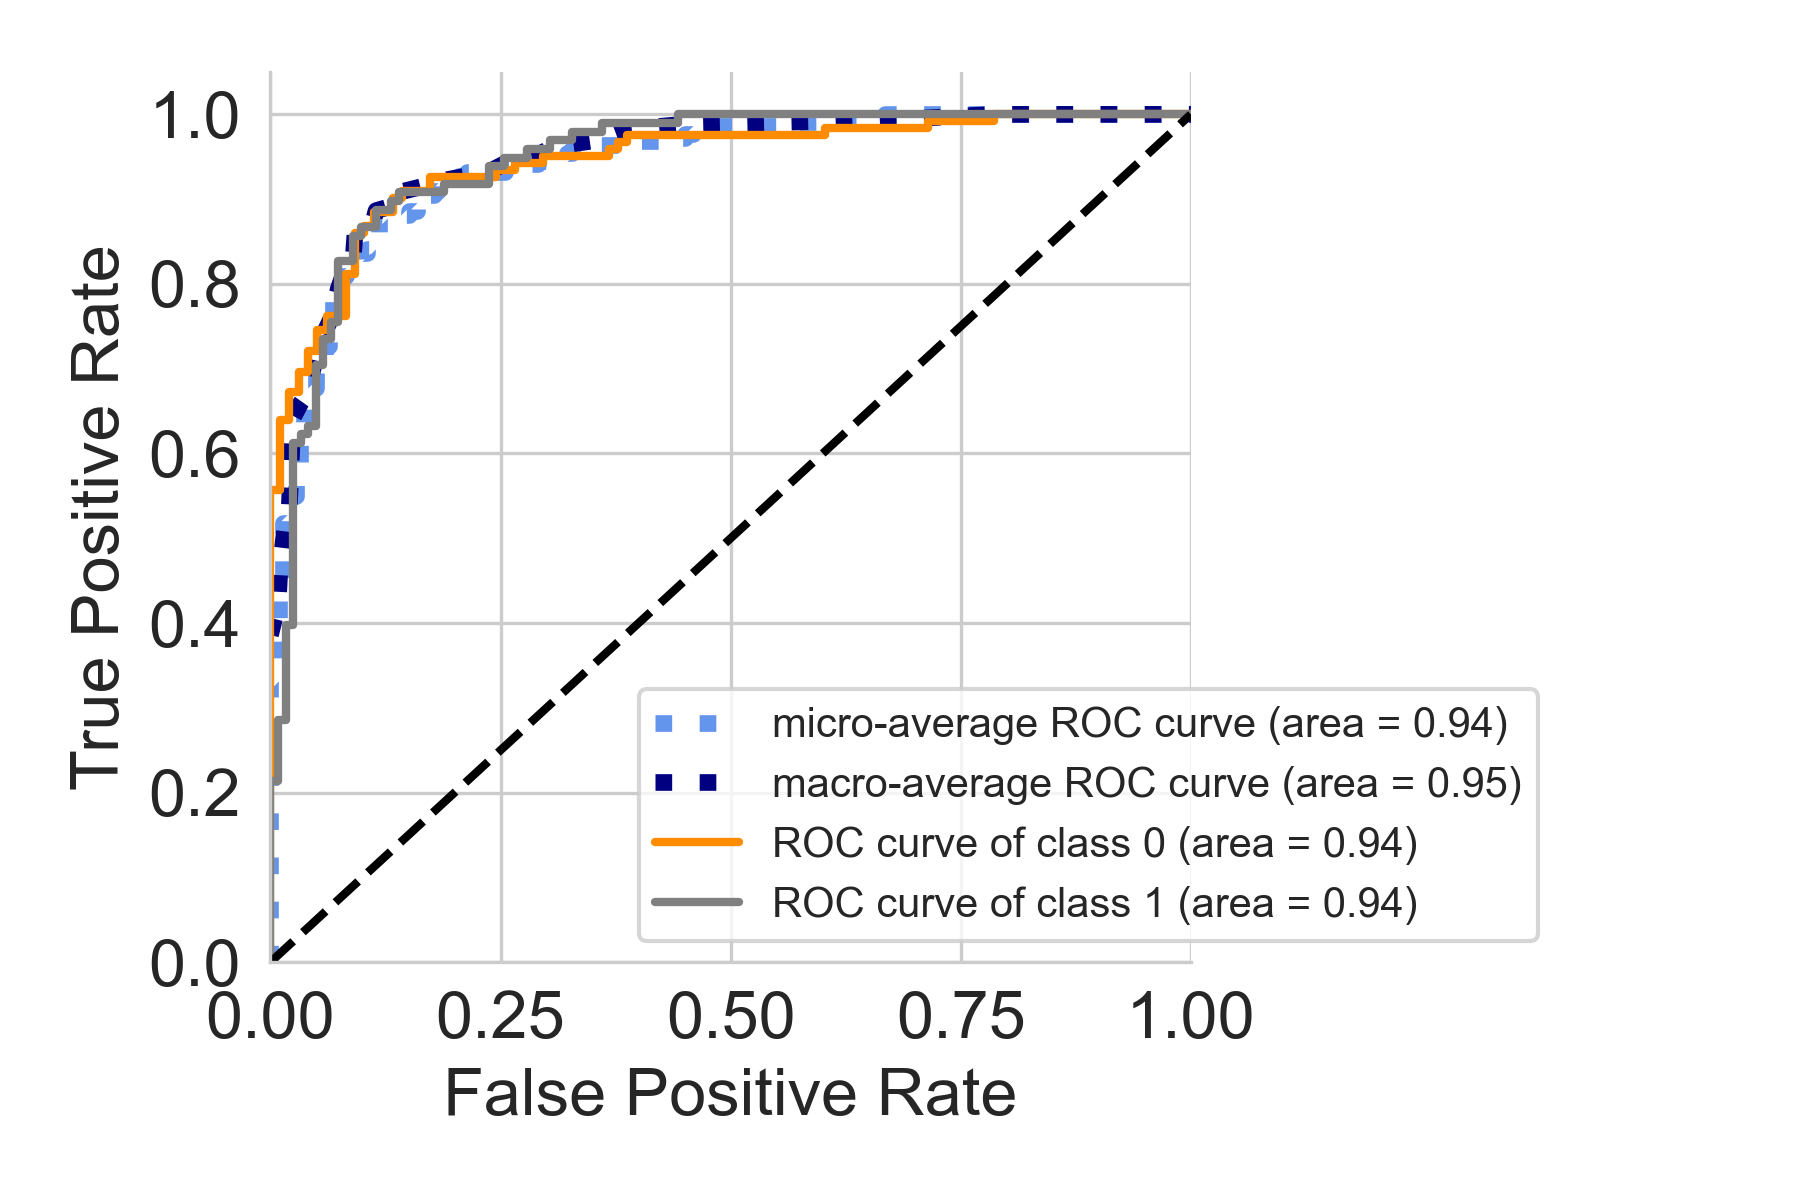 True Positive Rate
1.0
0.8
0.6
0.4
0.2
0.0
0.00 0.25 0.50 0.75 1.00
False Positive Rate
micro-average ROC curve (area = 0.94)
macro-average ROC curve (area = 0.95)
ROC curve of class 0 (area = 0.94)
ROC curve of class 1 (area = 0.94)